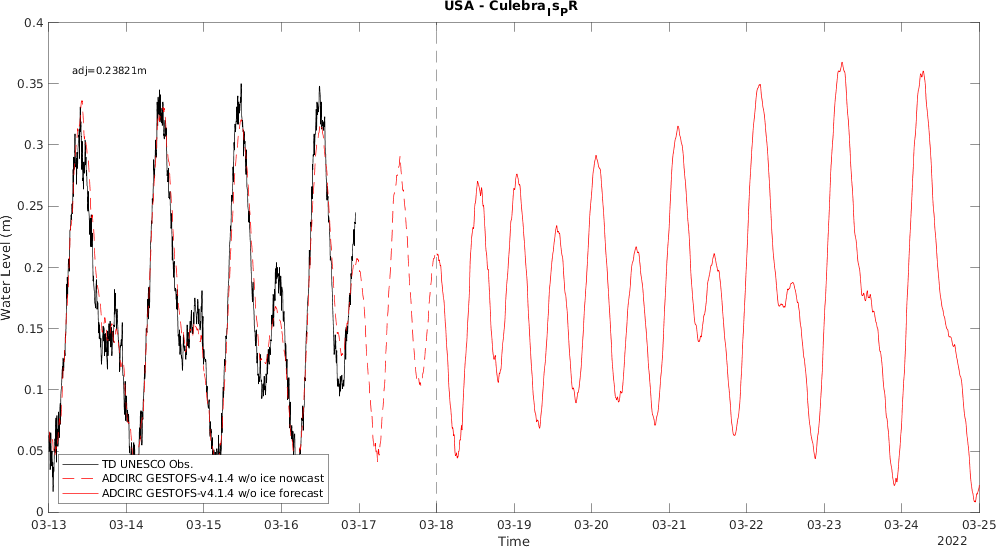 USA - CulebraIsPR
0.4
adj=0.23821m
0.35
0.3
0.25
0.2
0.15
0.1
0.05
0
Water Level (m)
TD UNESCO Obs.
ADCIRC GESTOFS-v4.1.4 w/o ice nowcast
ADCIRC GESTOFS-v4.1.4 w/o ice forecast
03-13 03-14 03-15 03-16 03-17 03-18 03-19 03-20 03-21 03-22 03-23 03-24 03-25
Time
2022